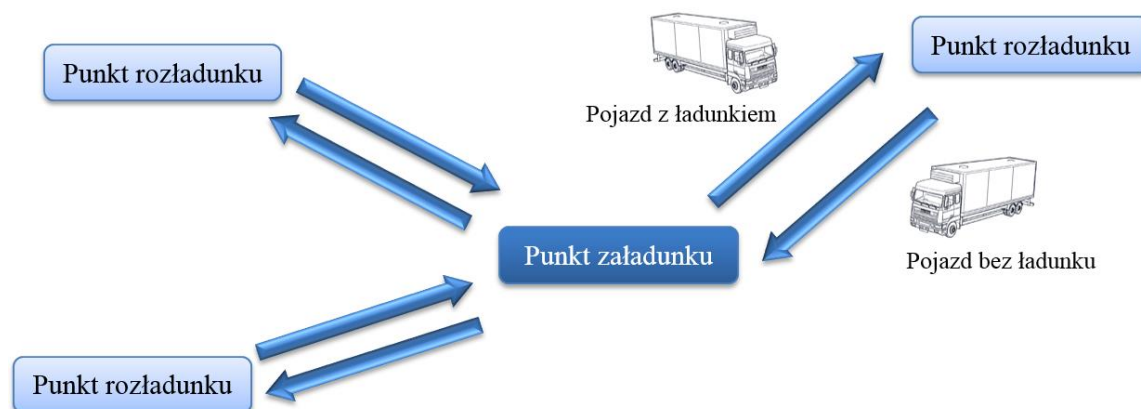 Punkt rozładunku
Punkt rozładunku
Pojazd z ładunkiem
Punkt załadunku
Pojazd bez ładunku
Punkt rozładunku